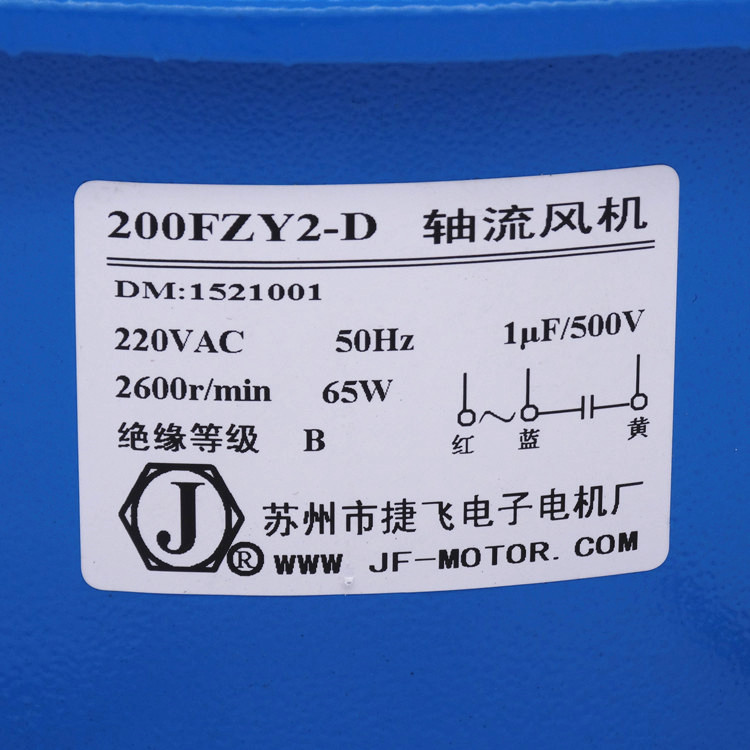 200FZY2-D 轴流风机
DM:1521001
220VAC 50Hz 1μF/500V
2600r/min 65W
绝缘等级 B
红 ~ 蓝 黄
J ® 苏州市捷飞电子电机厂
WWW JF-MOTOR. COM